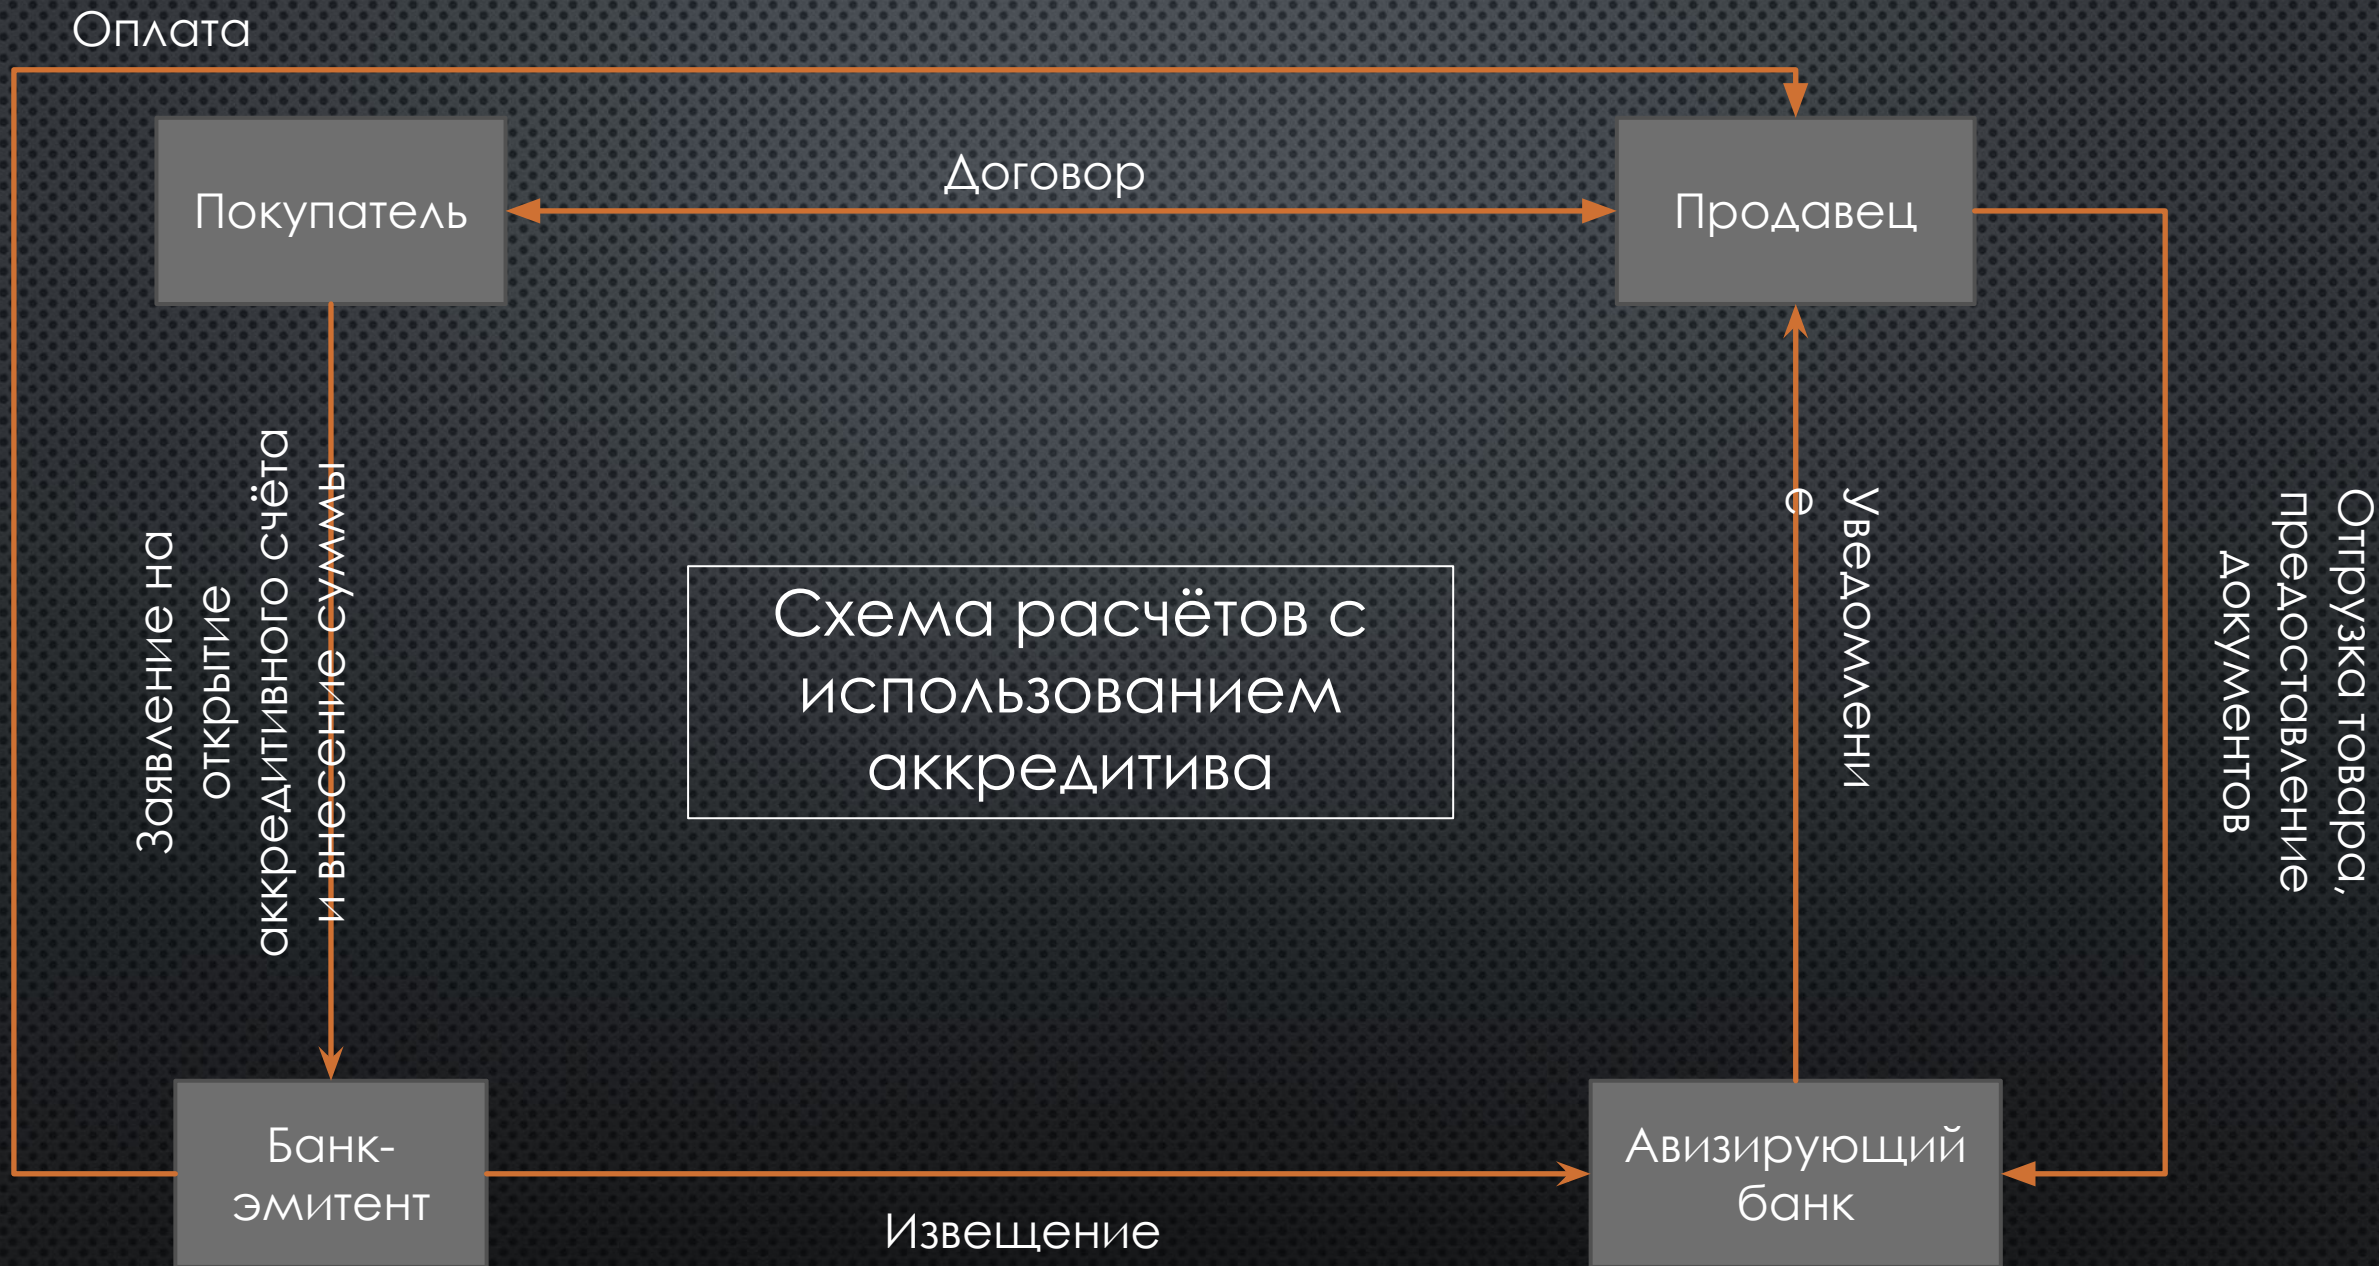 Оплата
Договор
Покупатель
Продавец
Заявление на
открытие
аккредитивного счёта
и внесение суммы
Схема расчётов с
использованием
аккредитива
Уведомлени
е
Отгрузка товара,
предоставление
документов
Банк-
эмитент
Авизирующий
банк
Извещение